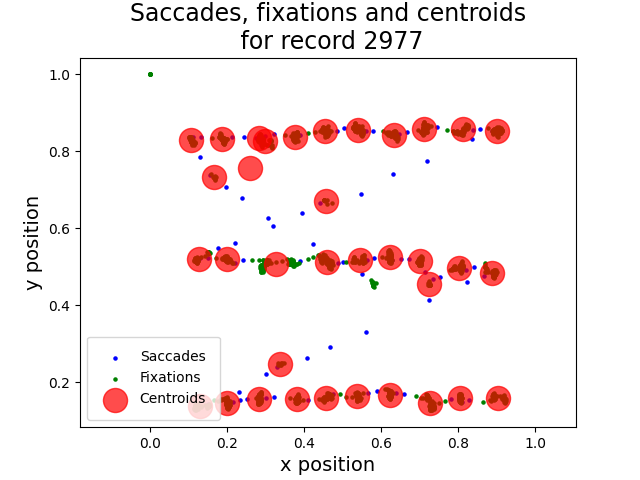 Saccades, fixations and centroids
for record 2977
1.0
0.8
0.6
0.4
0.2
y position
Saccades
Fixations
Centroids
0.0 0.2 0.4 0.6 0.8 1.0
x position